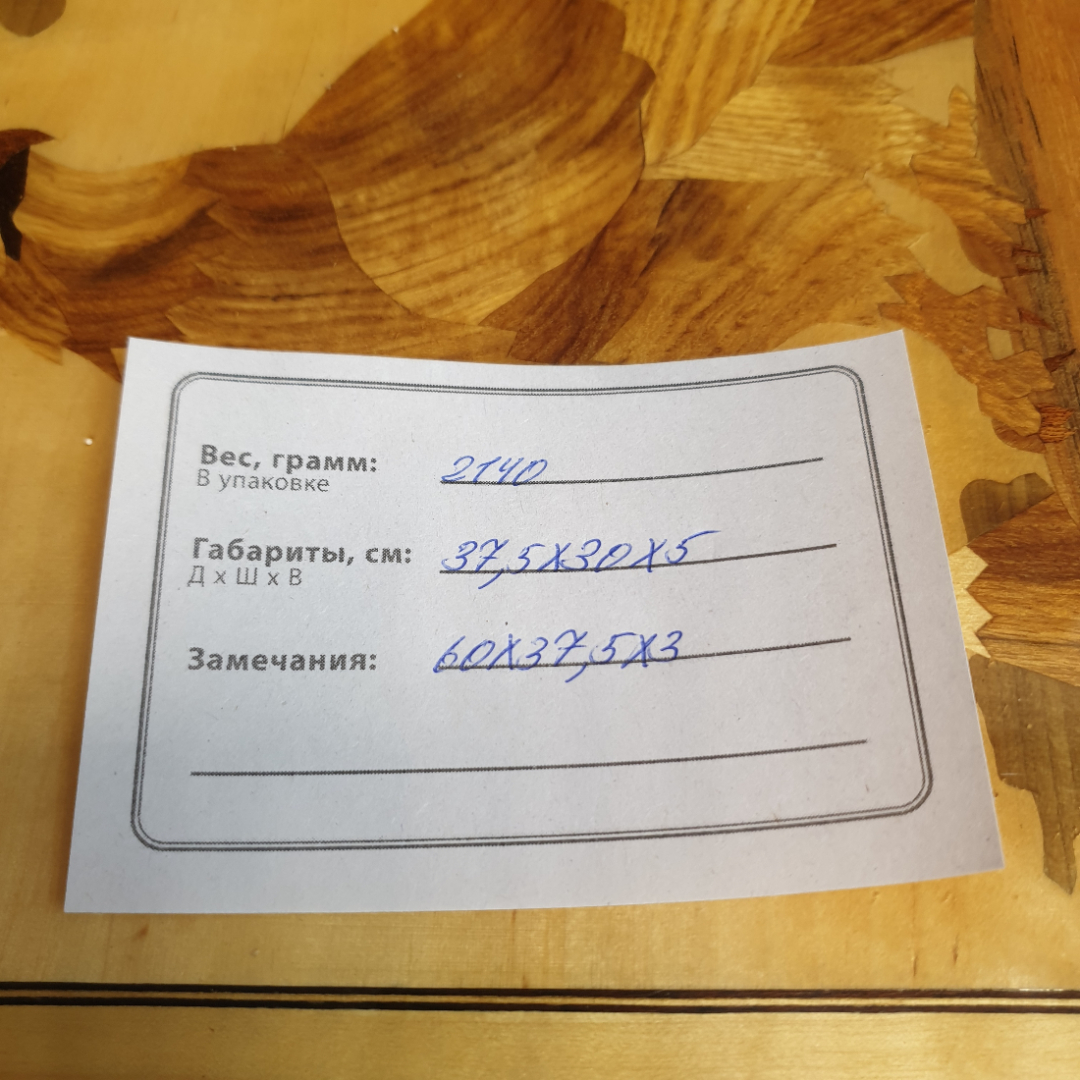 Вес, грамм: 2140
В упаковке
Габариты, см: 37,5х30х5
Д х Ш х В
Замечания: 60х37,5х3